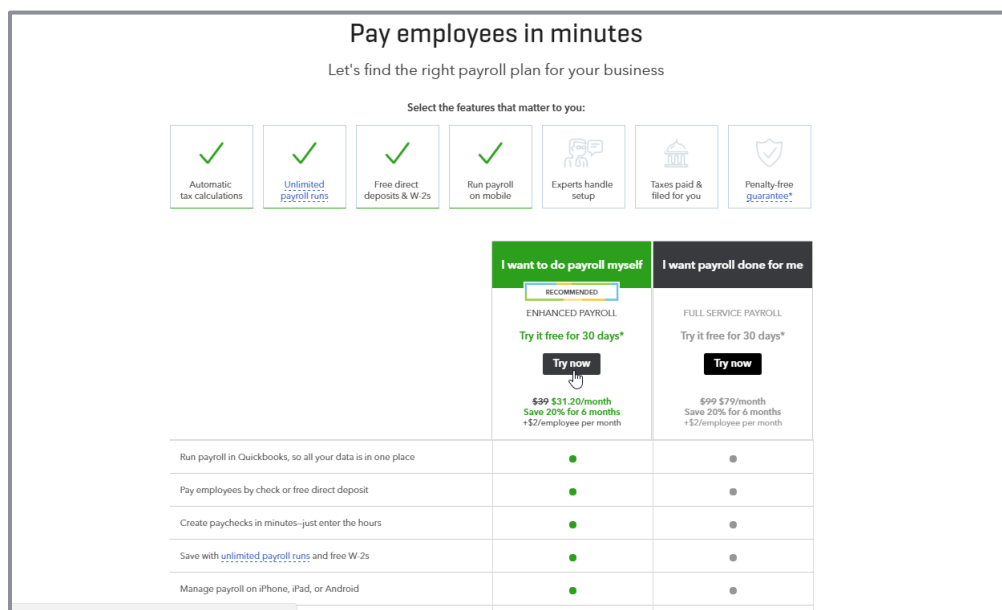 Pay employees in minutes
Let's find the right payroll plan for your business
Select the features that matter to you:
Automatic
tax calculations
Unlimited
payroll runs
Free direct
deposits & W-2s
Run payroll
on mobile
Experts handle
setup
Taxes paid &
filed for you
Penalty-free
guarantee*
I want to do payroll myself
RECOMMENDED
ENHANCED PAYROLL
Try it free for 30 days*
Try now
$39 $31.20/month
Save 20% for 6 months
+$2/employee per month
I want payroll done for me
FULL SERVICE PAYROLL
Try it free for 30 days*
Try now
$99 $79/month
Save 20% for 6 months
+$2/employee per month
Run payroll in Quickbooks, so all your data is in one place
Pay employees by check or free direct deposit
Create paychecks in minutes–just enter the hours
Save with unlimited payroll runs and free W-2s
Manage payroll on iPhone, iPad, or Android